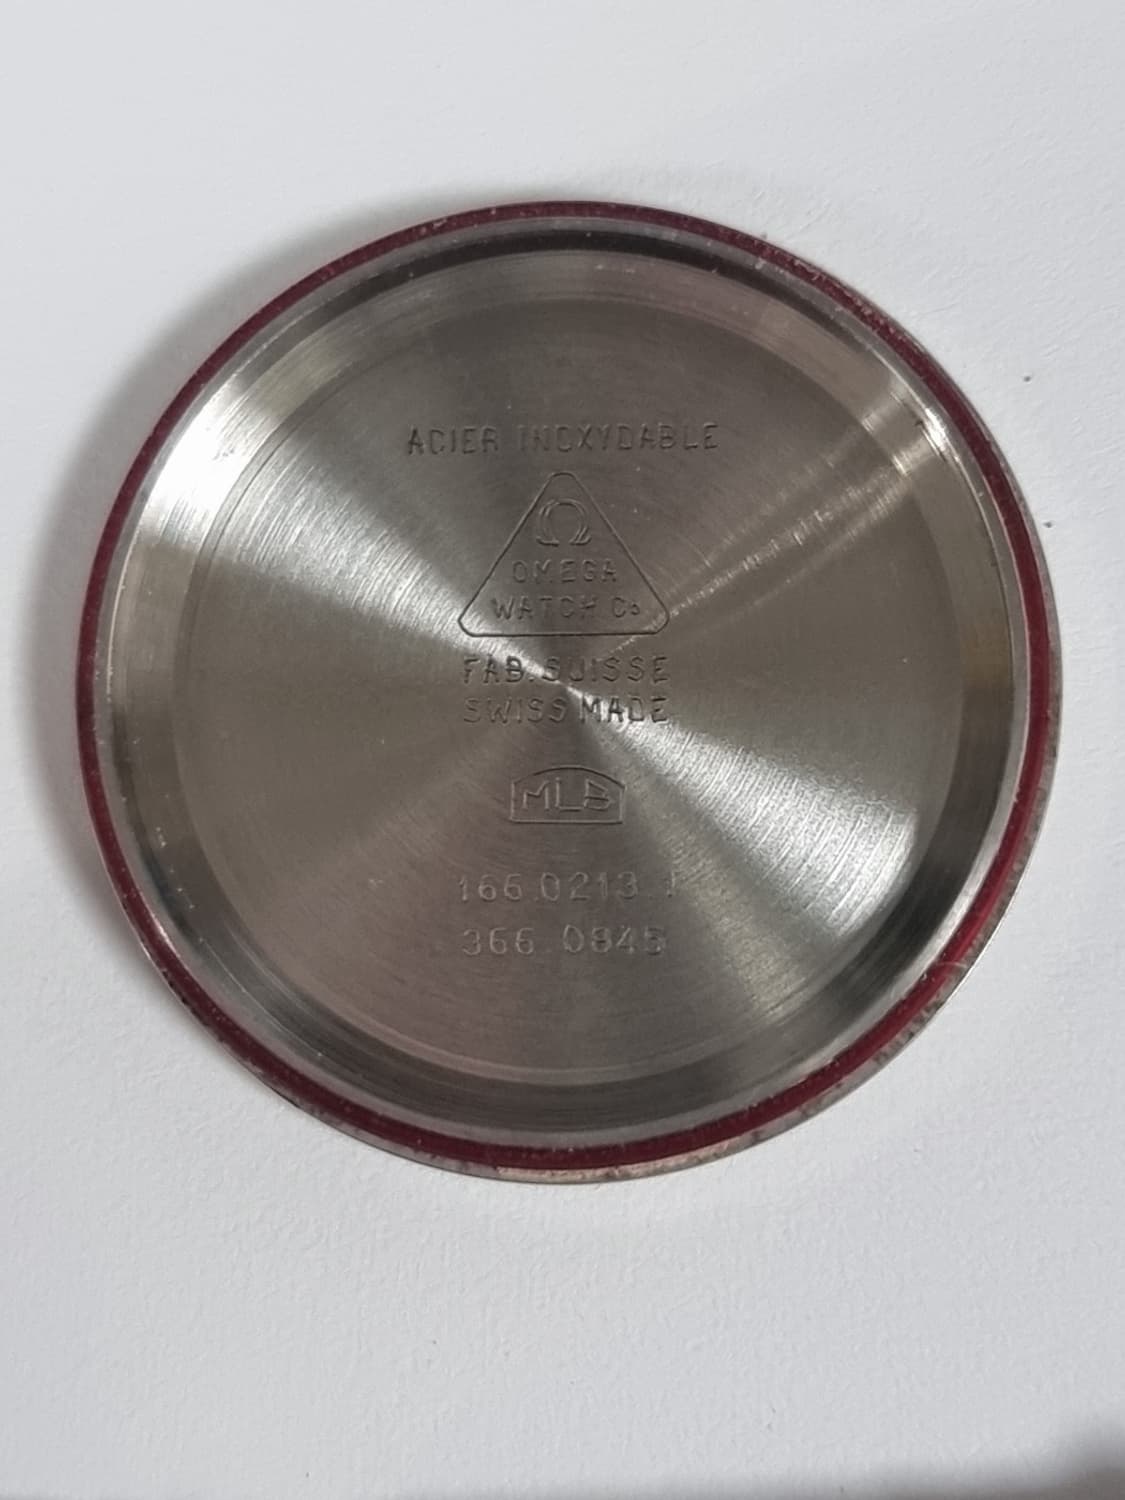 ACIER INOXYDABLE
Ω
OMEGA
WATCH Co
FAB. SUISSE
SWISS MADE
MLB
166.0213
366.0845